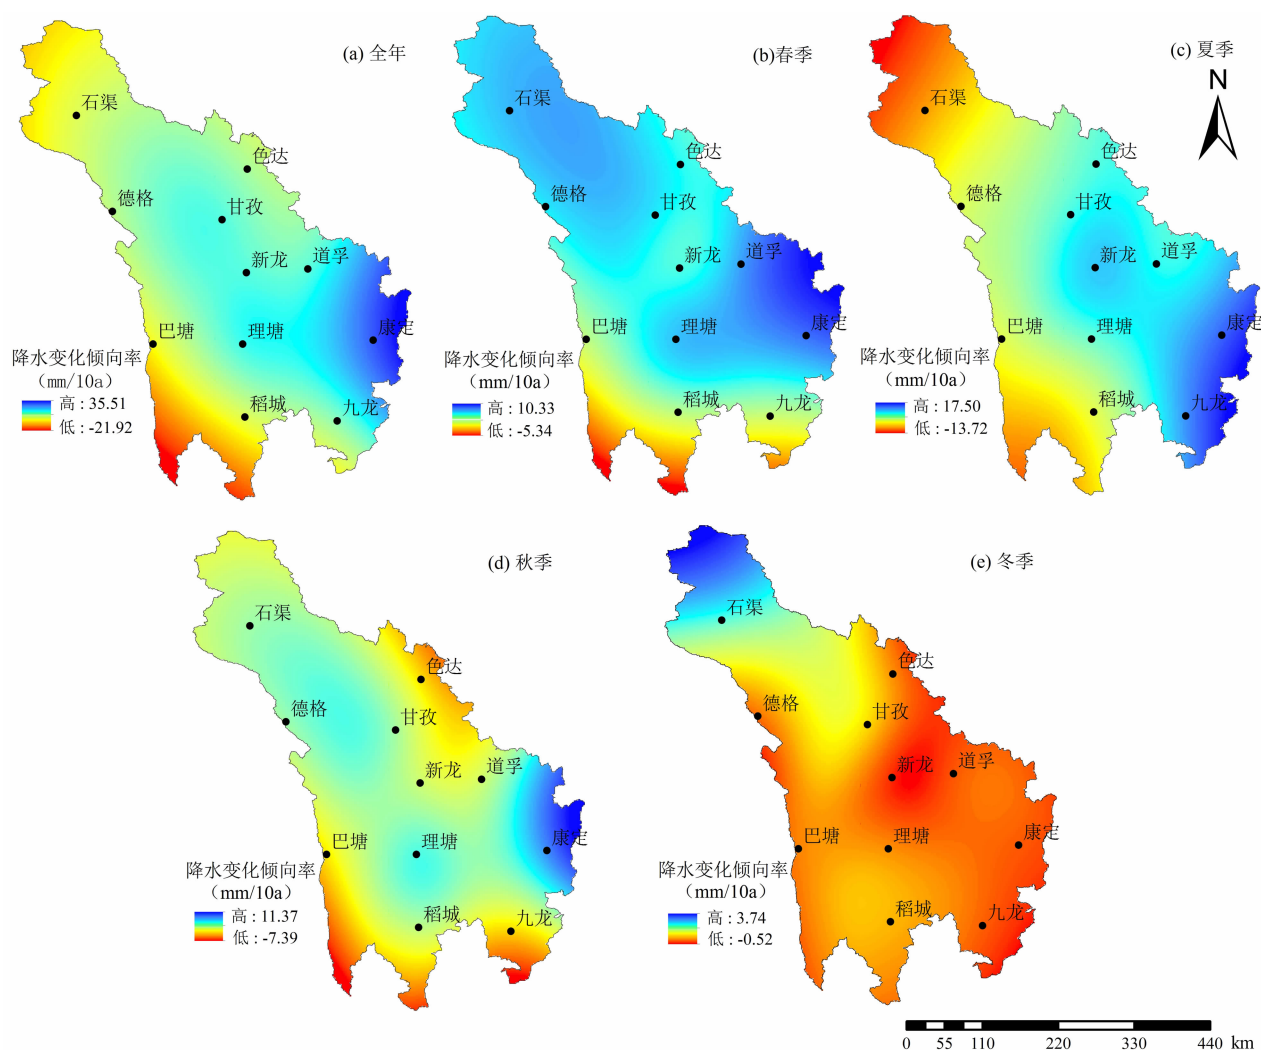 (a) 全年
石渠
色达
德格
甘孜
新龙
道孚
巴塘
理塘
康定
稻城
九龙
降水变化倾向率
(mm/10a)
高 : 35.51
低 : -21.92
(b)春季
石渠
色达
德格
甘孜
新龙
道孚
巴塘
理塘
康定
稻城
九龙
降水变化倾向率
(mm/10a)
高 : 10.33
低 : -5.34
(c) 夏季
N
石渠
色达
德格
甘孜
新龙
道孚
巴塘
理塘
康定
稻城
九龙
降水变化倾向率
(mm/10a)
高 : 17.50
低 : -13.72
(d) 秋季
石渠
色达
德格
甘孜
新龙
道孚
巴塘
理塘
康定
稻城
九龙
降水变化倾向率
(mm/10a)
高 : 11.37
低 : -7.39
(e) 冬季
石渠
色达
德格
甘孜
新龙
道孚
巴塘
理塘
康定
稻城
九龙
降水变化倾向率
(mm/10a)
高 : 3.74
低 : -0.52
0 55 110 220 330 440 km